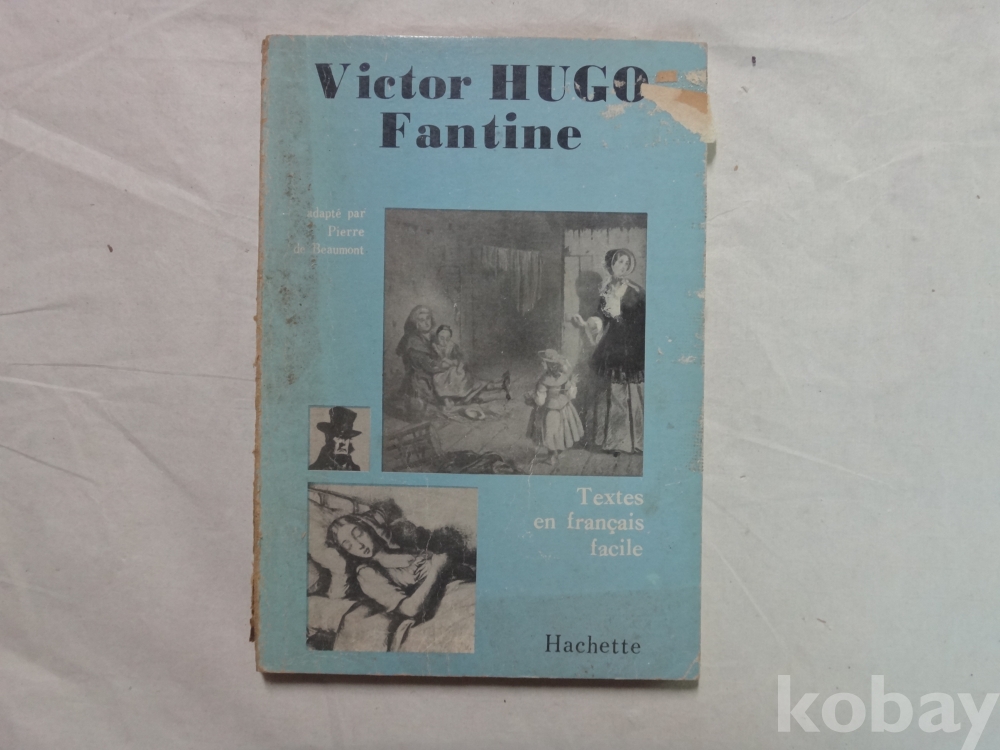 Victor HUGO
Fantine
adapté par
Pierre
de Beaumont
Textes
en français
facile
Hachette
kobay